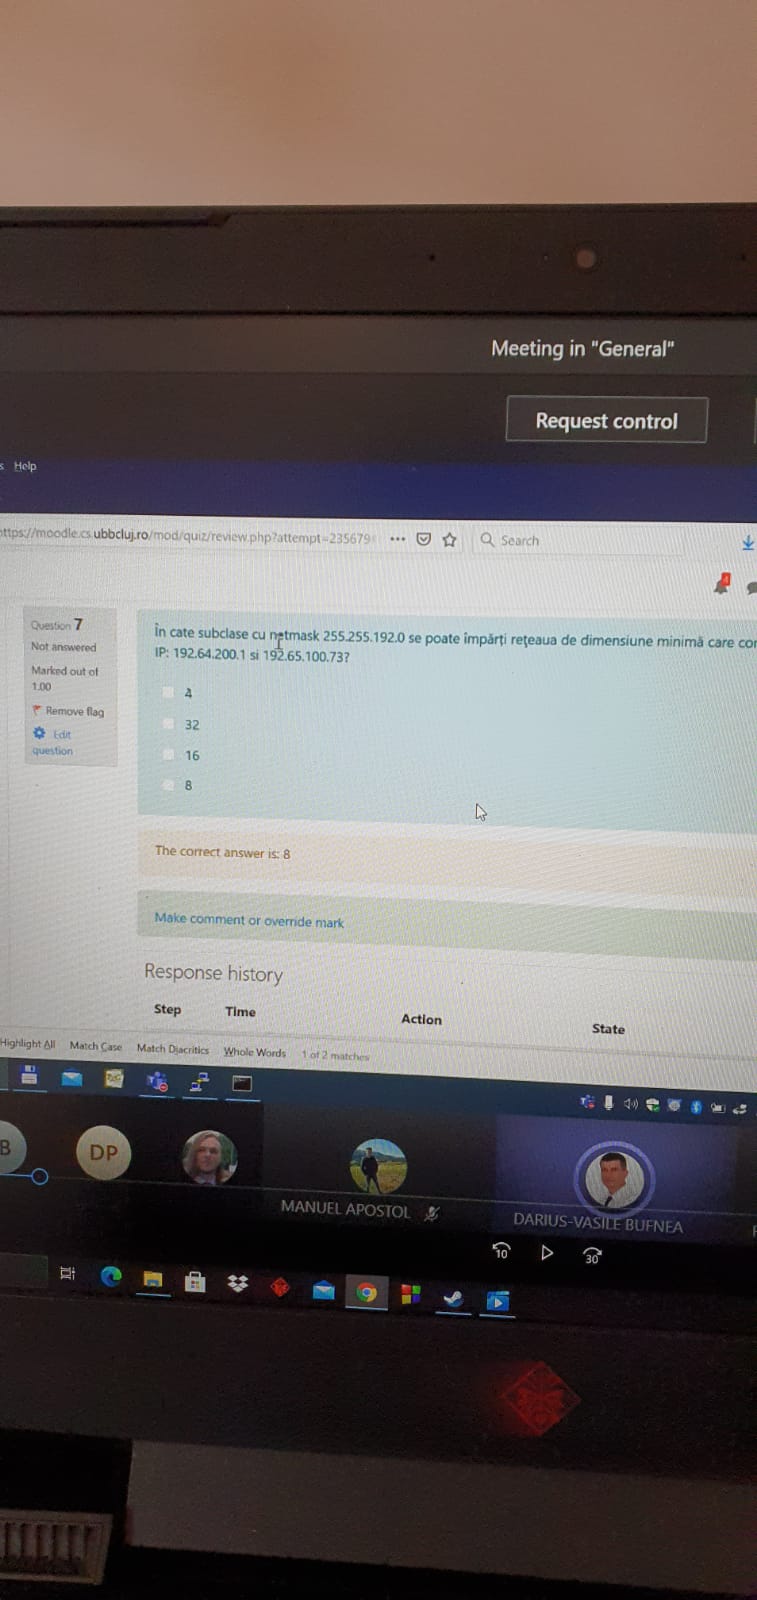 Meeting in "General"
Request control
s Help
ttps://moodle.cs.ubbcluj.ro/mod/quiz/review.php?attempt=235679
Search
Question 7
Not answered
Marked out of
1.00
Remove flag
Edit
question
În cate subclase cu netmask 255.255.192.0 se poate împărți rețeaua de dimensiune minimă care con
IP: 192.64.200.1 si 192.65.100.73?
4
32
16
8
The correct answer is: 8
Make comment or override mark
Response history
Step Time Action State
Highlight All Match Case Match Diacritics Whole Words 1 of 2 matches
B
DP
MANUEL APOSTOL
DARIUS-VASILE BUFNEA
10
30